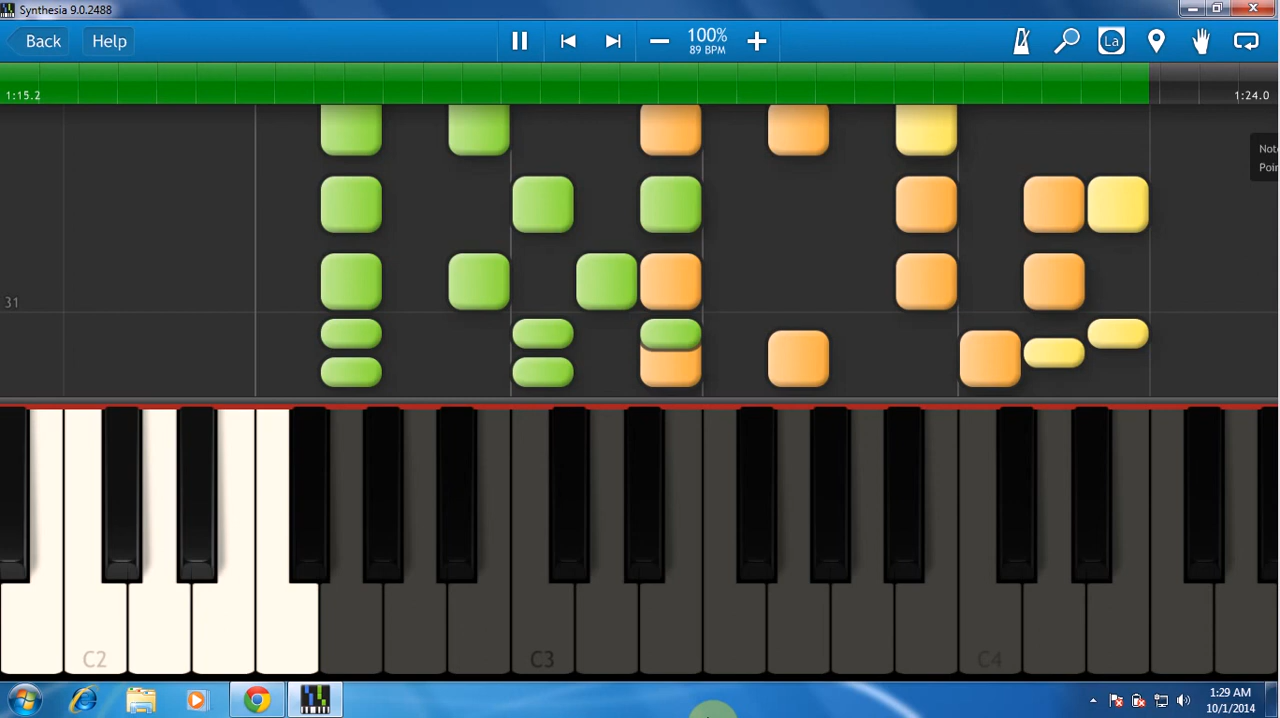 Synthesia 9.0.2488
Back
Help
100%
89 BPM
La
1:15.2
1:24.0
Note
Poin
31
C2
C3
C4
1:29 AM
10/1/2014